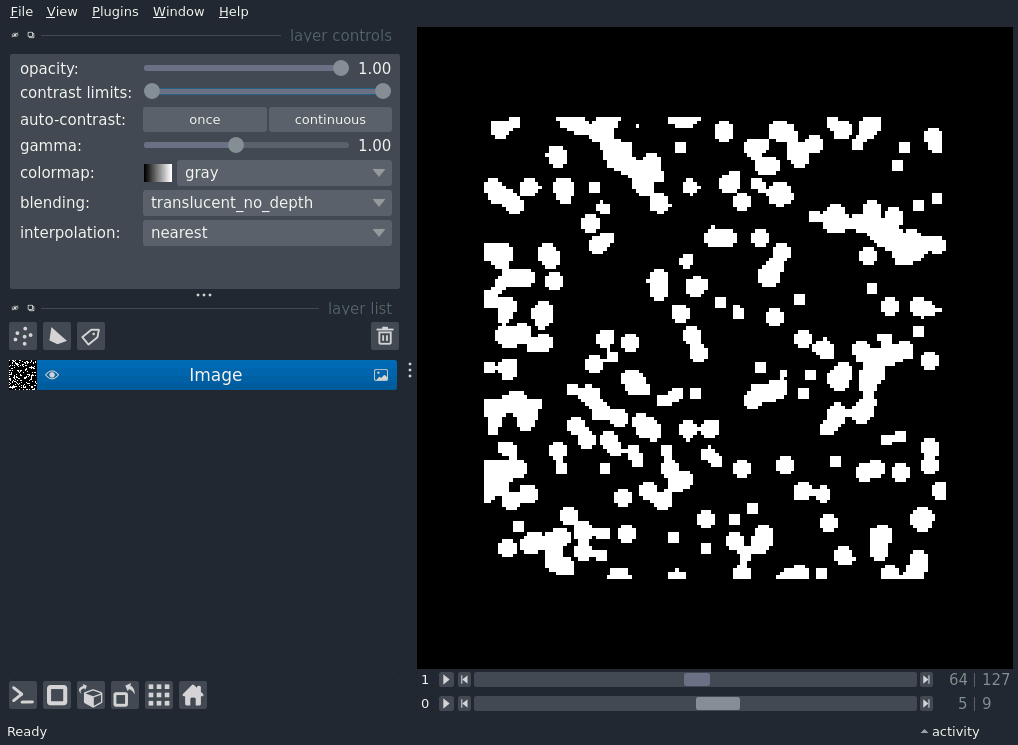 File View Plugins Window Help
layer controls
opacity: 1.00
contrast limits:
auto-contrast: once continuous
gamma: 1.00
colormap: gray
blending: translucent_no_depth
interpolation: nearest
layer list
Image
1 64 | 127
0 5 | 9
Ready activity